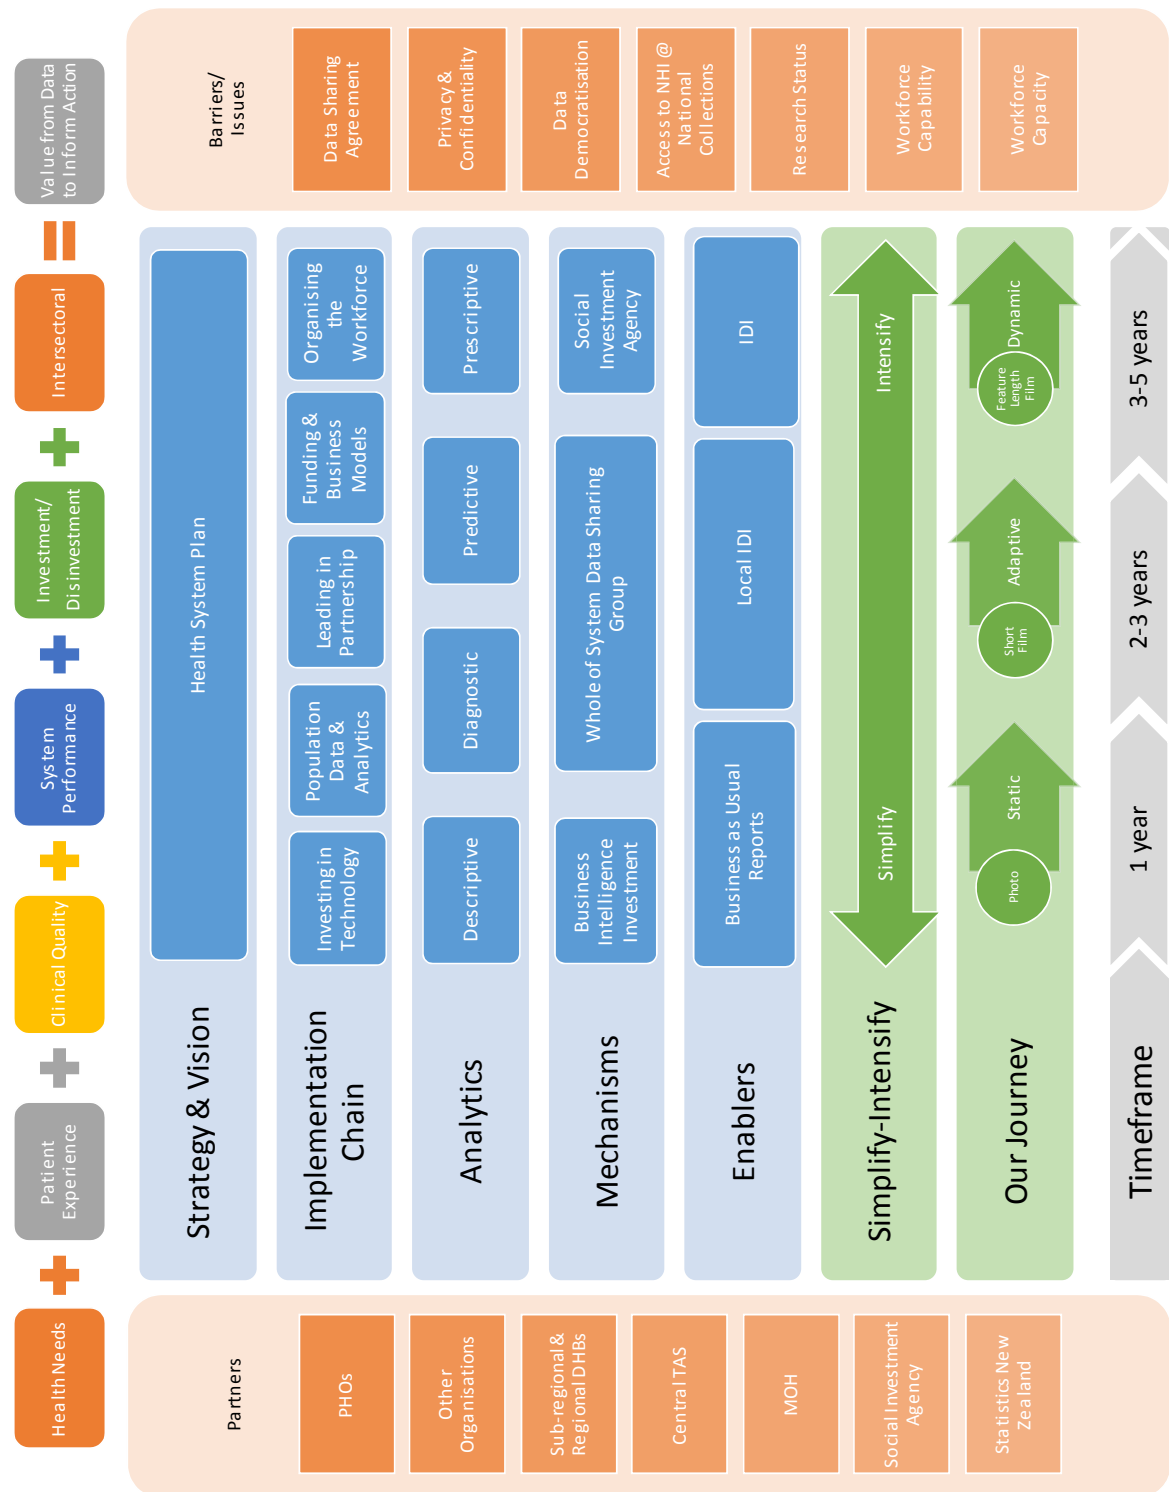 Health Needs
Patient
Experience
Clinical Quality
System
Performance
Investment/
Disinvestment
Intersectoral
Value from Data
to Inform Action
Partners
PHOs
Other
Organisations
Sub-regional &
Regional DHBs
Central TAS
MOH
Social Investment
Agency
Statistics New
Zealand
Strategy & Vision
Health System Plan
Implementation
Chain
Investing in
Technology
Population
Data &
Analytics
Leading in
Partnership
Funding &
Business
Models
Organising
the
Workforce
Analytics
Descriptive
Diagnostic
Predictive
Prescriptive
Mechanisms
Business
Intelligence
Investment
Whole of System Data Sharing
Group
Social
Investment
Agency
Enablers
Business as Usual
Reports
Local IDI
IDI
Simplify-Intensify
Simplify
Intensify
Our Journey
Photo
Static
Short
Film
Adaptive
Feature
Length
Film
Dynamic
Timeframe
1 year
2-3 years
3-5 years
Barriers/
Issues
Data Sharing
Agreement
Privacy &
Confidentiality
Data
Democratisation
Access to NHI @
National
Collections
Research Status
Workforce
Capability
Workforce
Capacity